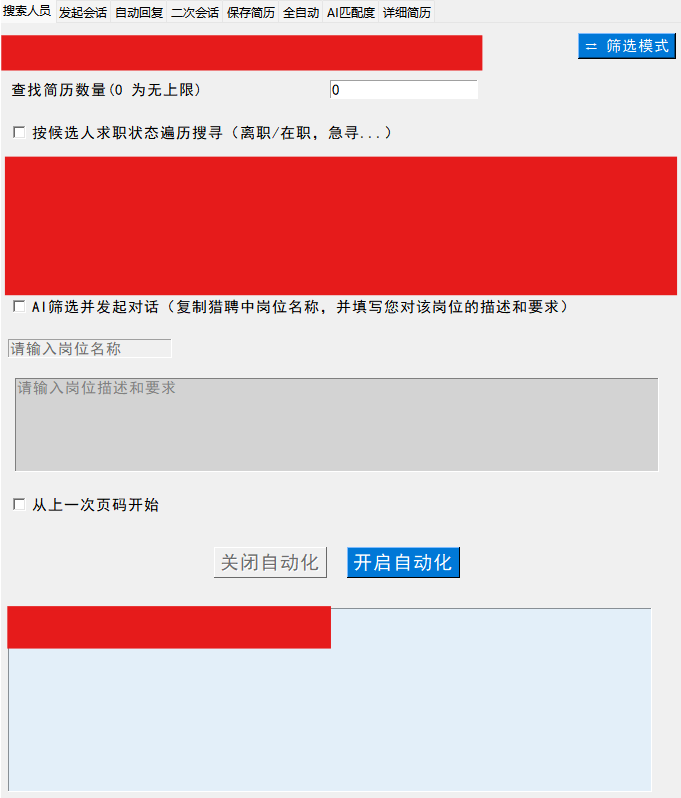 搜索人员 发起会话 自动回复 二次会话 保存简历 全自动 AI匹配度 详细简历
⇄ 筛选模式
查找简历数量(0 为无上限) 0
按候选人求职状态遍历搜寻（离职/在职，急寻...）
AI筛选并发起对话（复制猎聘中岗位名称，并填写您对该岗位的描述和要求）
请输入岗位名称
请输入岗位描述和要求
从上一次页码开始
关闭自动化 开启自动化